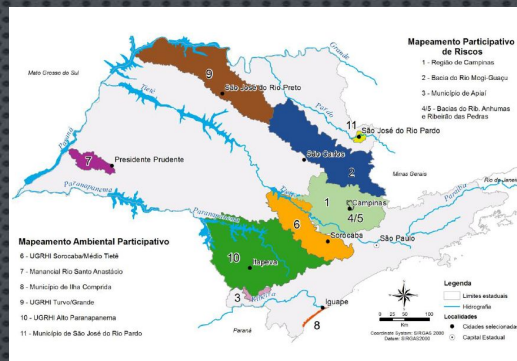 Mapeamento Participativo
de Riscos
1 - Região de Campinas
2 - Bacia do Rio Mogi-Guaçu
3 - Município de Apiaí
4/5 - Bacias do Rib. Anhumas
e Ribeirão das Pedras
Mato Grosso do Sul
Grande
9
São José do Rio Preto
Tietê
Pardo
11
São José do Rio Pardo
São Carlos
2
Minas Gerais
Rio de Janeiro
Paraná
7
Presidente Prudente
Paranapanema
1
Campinas
4/5
Paraíba
Tietê
Paranapanema
6
Sorocaba
São Paulo
10
Itapeva
3
Ribeira
Iguape
8
Paraná
Mapeamento Ambiental Participativo
6 - UGRHI Sorocaba/Médio Tietê
7 - Manancial Rio Santo Anastácio
8 - Município de Ilha Comprida
9 - UGRHI Turvo/Grande
10 - UGRHI Alto Paranapanema
11 - Município de São José do Rio Pardo
Legenda
Limites estaduais
Hidrografia
Localidades
Cidades selecionadas
Capital Estadual
100 50 0 100
Km
Coordinate System: SIRGAS 2000
Datum: SIRGAS2000